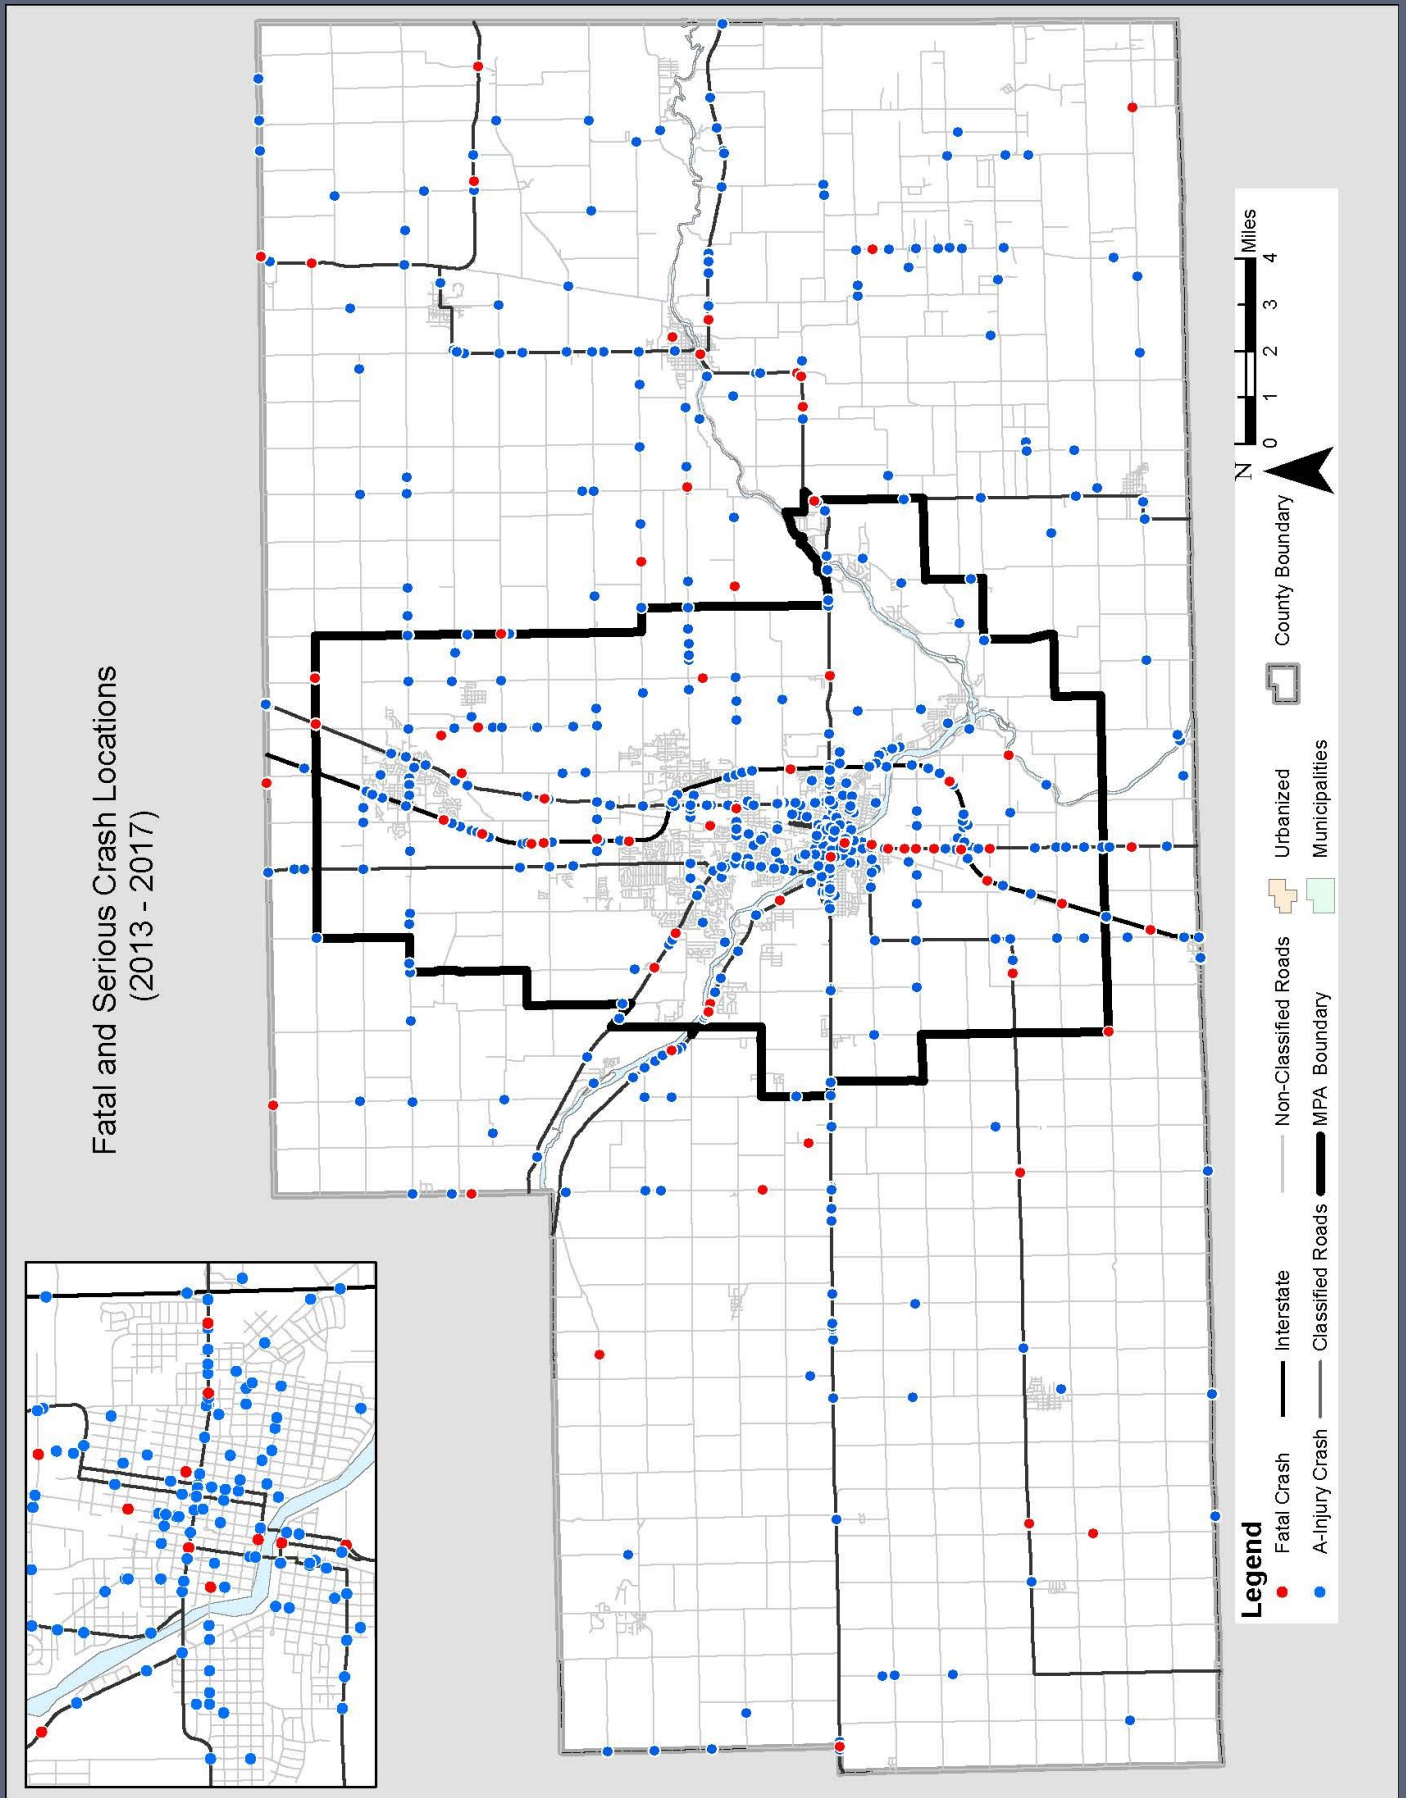 Fatal and Serious Crash Locations
(2013 - 2017)
N
0 1 2 3 4 Miles
Legend
Fatal Crash
A-Injury Crash
Interstate
Classified Roads
Non-Classified Roads
MPA Boundary
Urbanized
Municipalities
County Boundary